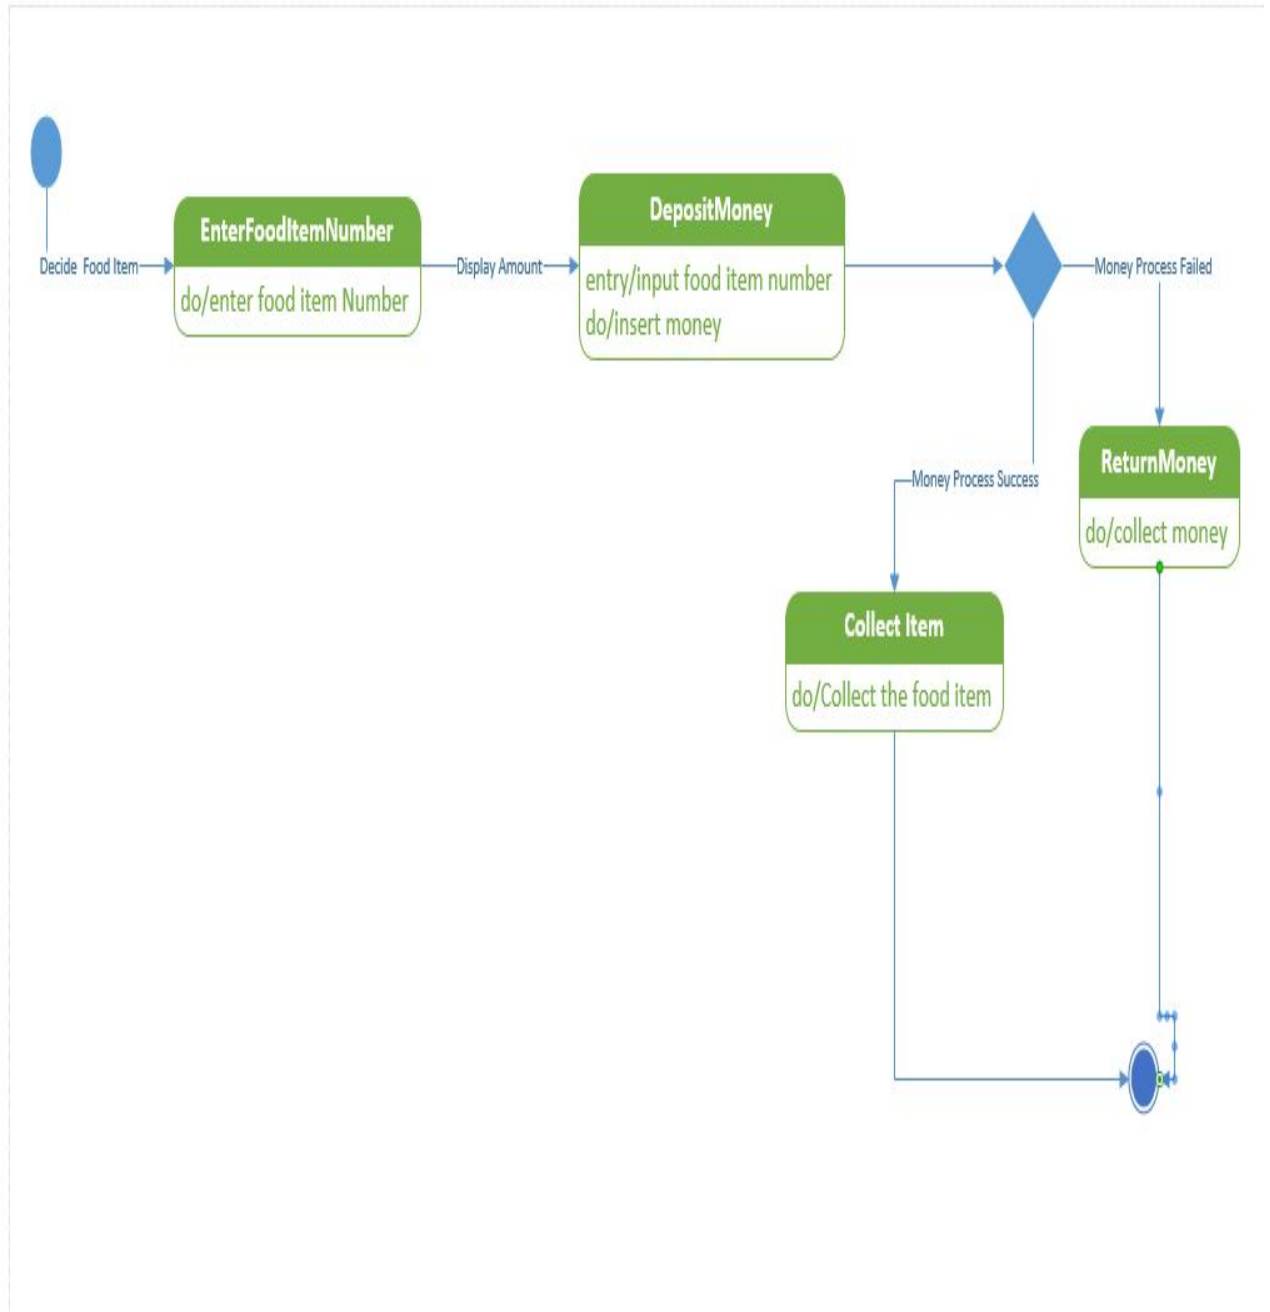 Decide Food Item
EnterFoodItemNumber
do/enter food item Number
Display Amount
DepositMoney
entry/input food item number
do/insert money
Money Process Failed
Money Process Success
ReturnMoney
do/collect money
Collect Item
do/Collect the food item